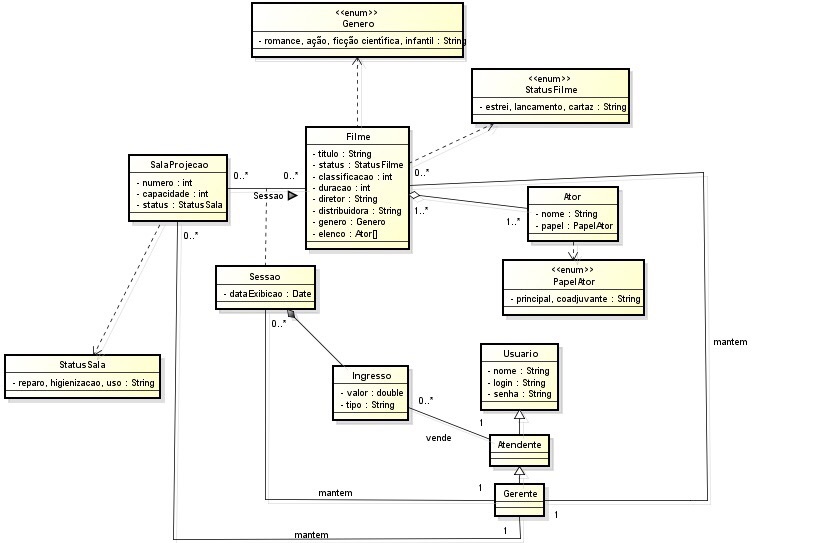 <<enum>>
Genero
- romance, ação, ficção científica, infantil : String
<<enum>>
StatusFilme
- estrei, lancamento, cartaz : String
Filme
- titulo : String
- status : StatusFilme
- classificacao : int
- duracao : int
- diretor : String
- distribuidora : String
- genero : Genero
- elenco : Ator[]
SalaProjecao
- numero : int
- capacidade : int
- status : StatusSala
0..*
0..*
Sessao
0..*
0..*
1..*
1..*
Ator
- nome : String
- papel : PapelAtor
<<enum>>
PapelAtor
- principal, coadjuvante : String
Sessao
- dataExibicao : Date
0..*
StatusSala
- reparo, higienizacao, uso : String
mantem
Usuario
- nome : String
- login : String
- senha : String
Ingresso
- valor : double
- tipo : String
0..*
vende
1
Atendente
Gerente
1
mantem
1
1
mantem